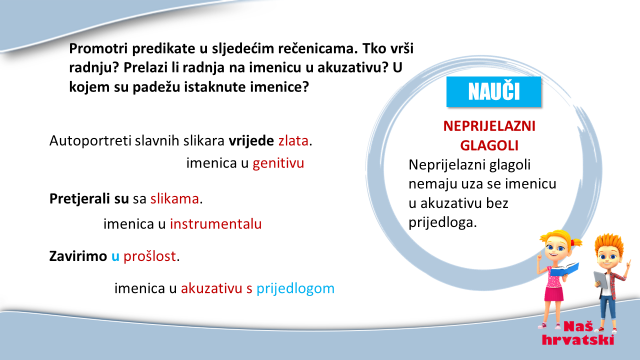 Promotri predikate u sljedećim rečenicama. Tko vrši
radnju? Prelazi li radnja na imenicu u akuzativu? U
kojem su padežu istaknute imenice?
Autoportreti slavnih slikara vrijede zlata.
imenica u genitivu
Pretjerali su sa slikama.
imenica u instrumentalu
Zavirimo u prošlost.
imenica u akuzativu s prijedlogom
NAUČI
NEPRIJELAZNI
GLAGOLI
Neprijelazni glagoli
nemaju uza se imenicu
u akuzativu bez
prijedloga.
Naš
hrvatski